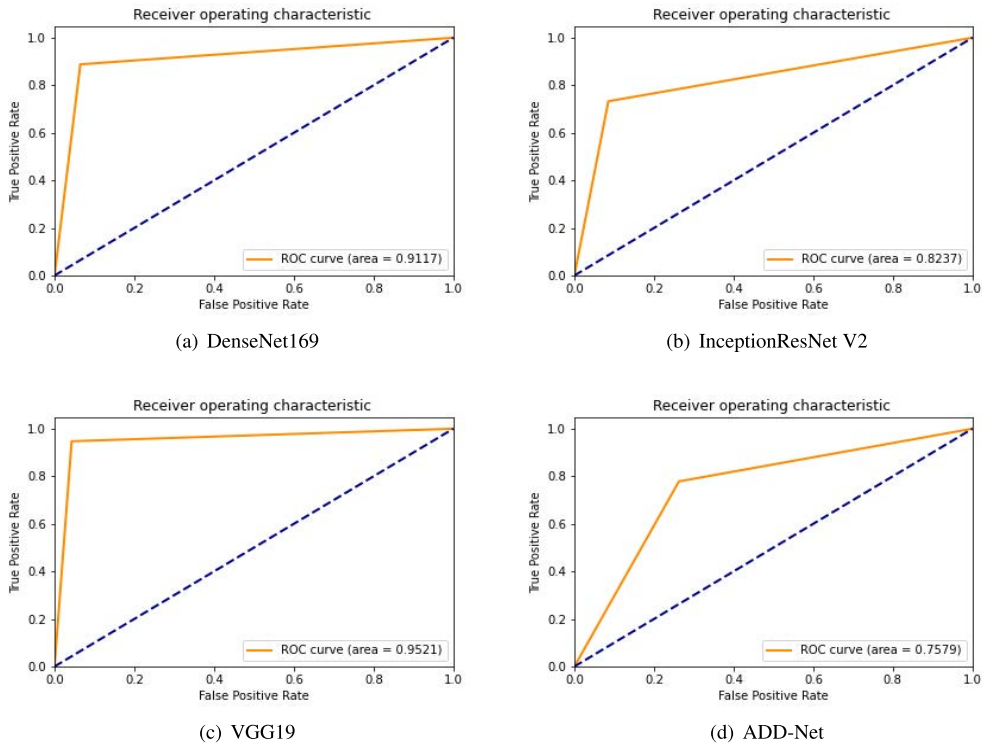 Receiver operating characteristic
True Positive Rate
1.0
0.8
0.6
0.4
0.2
0.0
ROC curve (area = 0.9117)
0.0 0.2 0.4 0.6 0.8 1.0
False Positive Rate
(a) DenseNet169
Receiver operating characteristic
True Positive Rate
1.0
0.8
0.6
0.4
0.2
0.0
ROC curve (area = 0.8237)
0.0 0.2 0.4 0.6 0.8 1.0
False Positive Rate
(b) InceptionResNet V2
Receiver operating characteristic
True Positive Rate
1.0
0.8
0.6
0.4
0.2
0.0
ROC curve (area = 0.9521)
0.0 0.2 0.4 0.6 0.8 1.0
False Positive Rate
(c) VGG19
Receiver operating characteristic
True Positive Rate
1.0
0.8
0.6
0.4
0.2
0.0
ROC curve (area = 0.7579)
0.0 0.2 0.4 0.6 0.8 1.0
False Positive Rate
(d) ADD-Net